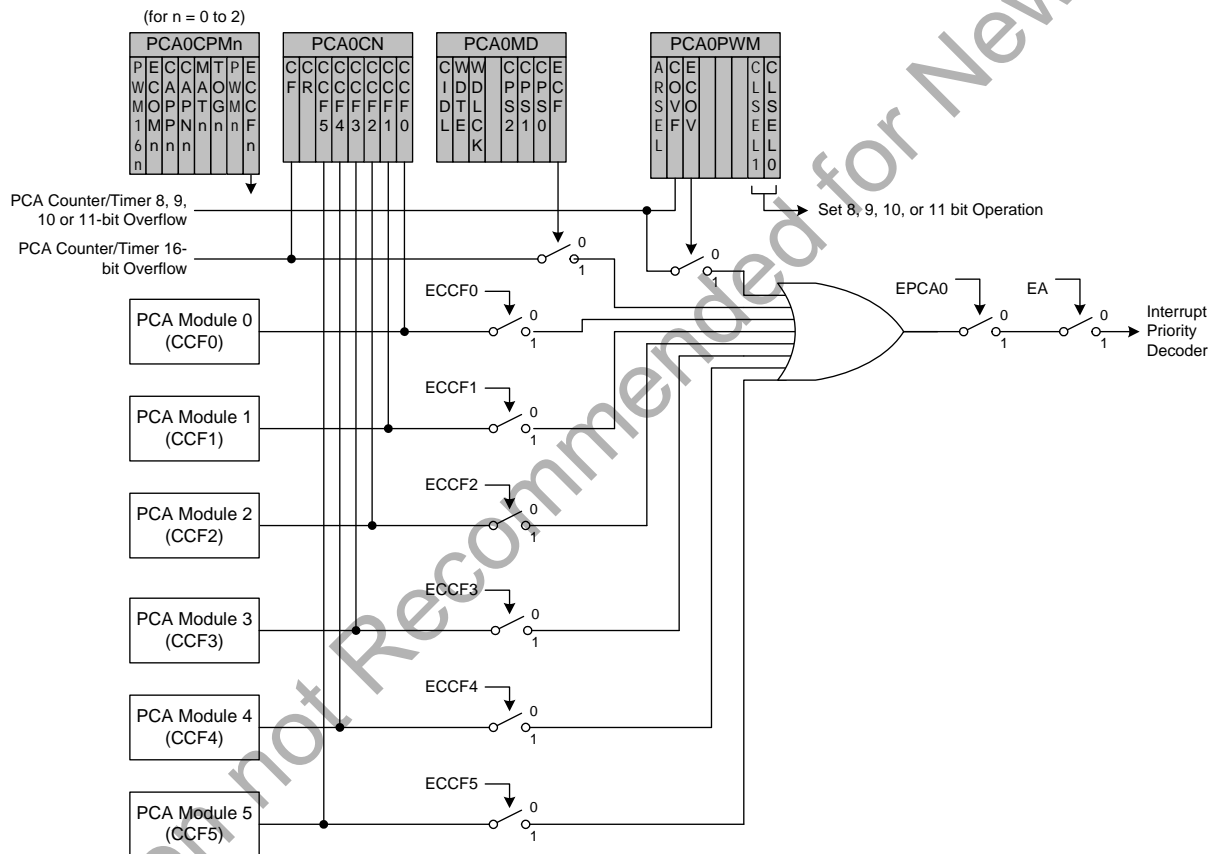 (for n = 0 to 2)
PCA0CPMn
PWM16n
ECOMn
CAPPn
CAPNn
MATn
TOGn
PWMn
ECCFn
PCA0CN
CF
CR
CCF5
CCF4
CCF3
CCF2
CCF1
CCF0
PCA0MD
CIDL
WDTE
WDLCK
CPS2
CPS1
CPS0
ECF
PCA0PWM
ARSEL
COVF
ECOV
CLSEL1
CLSEL0
PCA Counter/Timer 8, 9,
10 or 11-bit Overflow
Set 8, 9, 10, or 11 bit Operation
PCA Counter/Timer 16-
bit Overflow
0
1
0
1
PCA Module 0
(CCF0)
ECCF0
0
1
EPCA0
0
1
EA
0
1
Interrupt
Priority
Decoder
PCA Module 1
(CCF1)
ECCF1
0
1
PCA Module 2
(CCF2)
ECCF2
0
1
PCA Module 3
(CCF3)
ECCF3
0
1
PCA Module 4
(CCF4)
ECCF4
0
1
PCA Module 5
(CCF5)
ECCF5
0
1
not Recommended for New